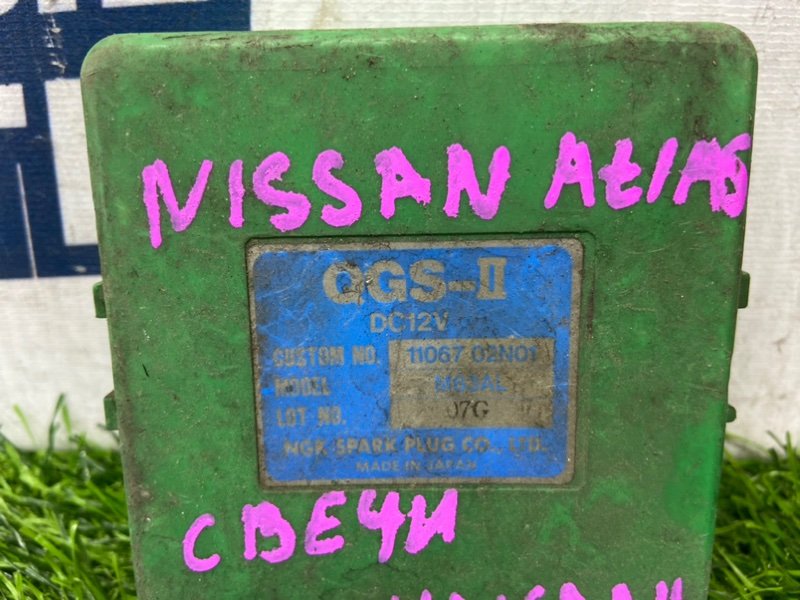 NISSAN AtlAS
QGS-II
DC12V
CUSTOM NO. 11067 02N01
MODEL
LOT NO. 07G
NGK SPARK PLUG CO., LTD.
MADE IN JAPAN
СВЕЧИ